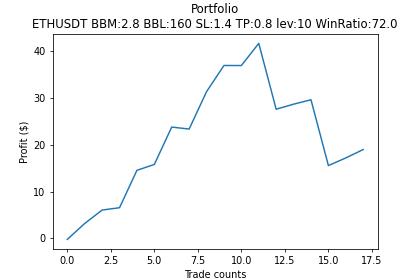 Portfolio
ETHUSDT BBM:2.8 BBL:160 SL:1.4 TP:0.8 lev:10 WinRatio:72.0
40
30
20
10
0
Profit ($)
0.0 2.5 5.0 7.5 10.0 12.5 15.0 17.5
Trade counts